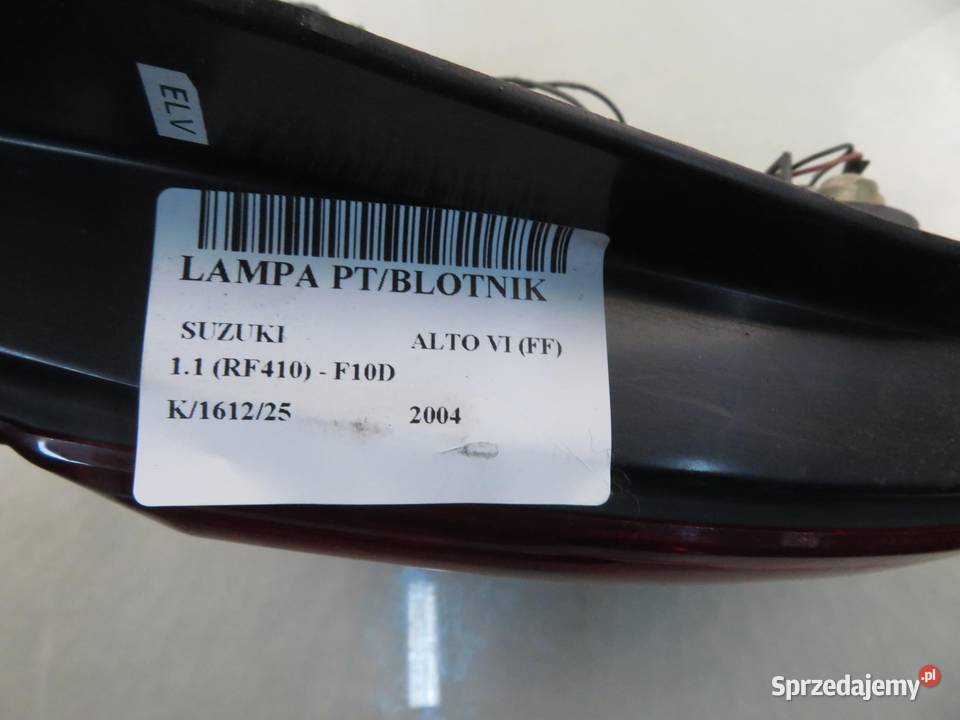 ELV
LAMPA PT/BLOTNIK
SUZUKI ALTO VI (FF)
1.1 (RF410) - F10D
K/1612/25 2004
Sprzedajemy.pl